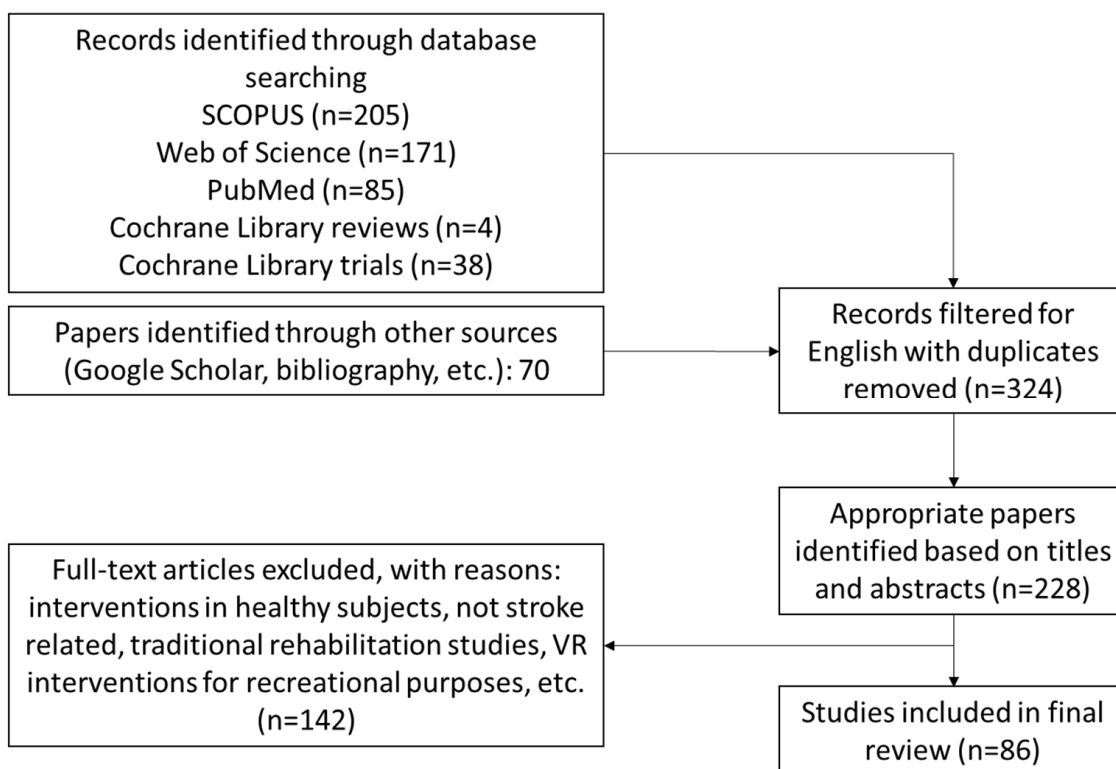 Records identified through database
searching
SCOPUS (n=205)
Web of Science (n=171)
PubMed (n=85)
Cochrane Library reviews (n=4)
Cochrane Library trials (n=38)
Papers identified through other sources
(Google Scholar, bibliography, etc.): 70
Records filtered for
English with duplicates
removed (n=324)
Appropriate papers
identified based on titles
and abstracts (n=228)
Full-text articles excluded, with reasons:
interventions in healthy subjects, not stroke
related, traditional rehabilitation studies, VR
interventions for recreational purposes, etc.
(n=142)
Studies included in final
review (n=86)